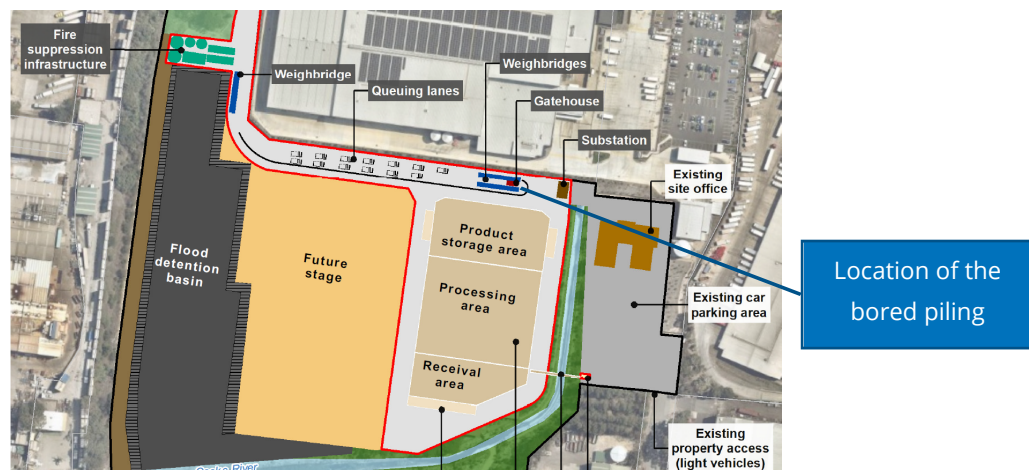 Fire
suppression
infrastructure
Weighbridge
Queuing lanes
Weighbridges
Gatehouse
Substation
Existing
site office
Product
storage area
Flood
detention
basin
Future
stage
Processing
area
Existing car
parking area
Location of the
bored piling
Receival
area
Existing
property access
(light vehicles)
River